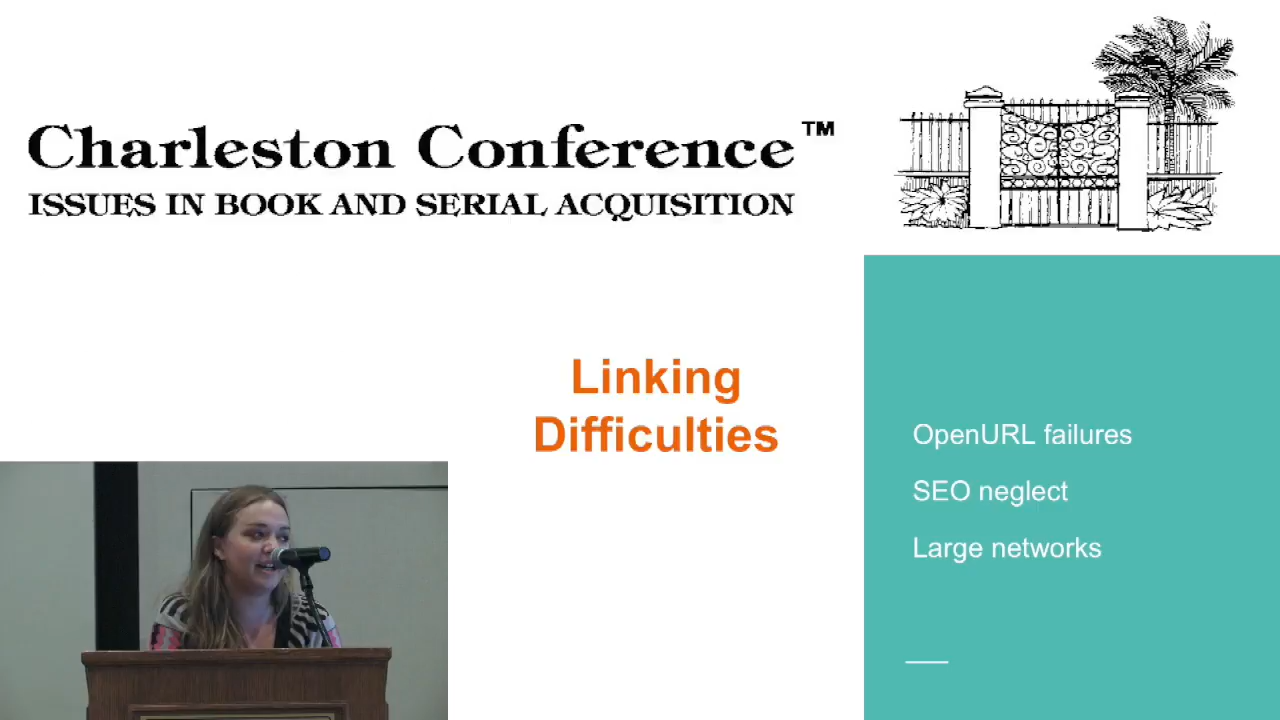 Charleston Conference™
ISSUES IN BOOK AND SERIAL ACQUISITION
Linking
Difficulties
OpenURL failures
SEO neglect
Large networks